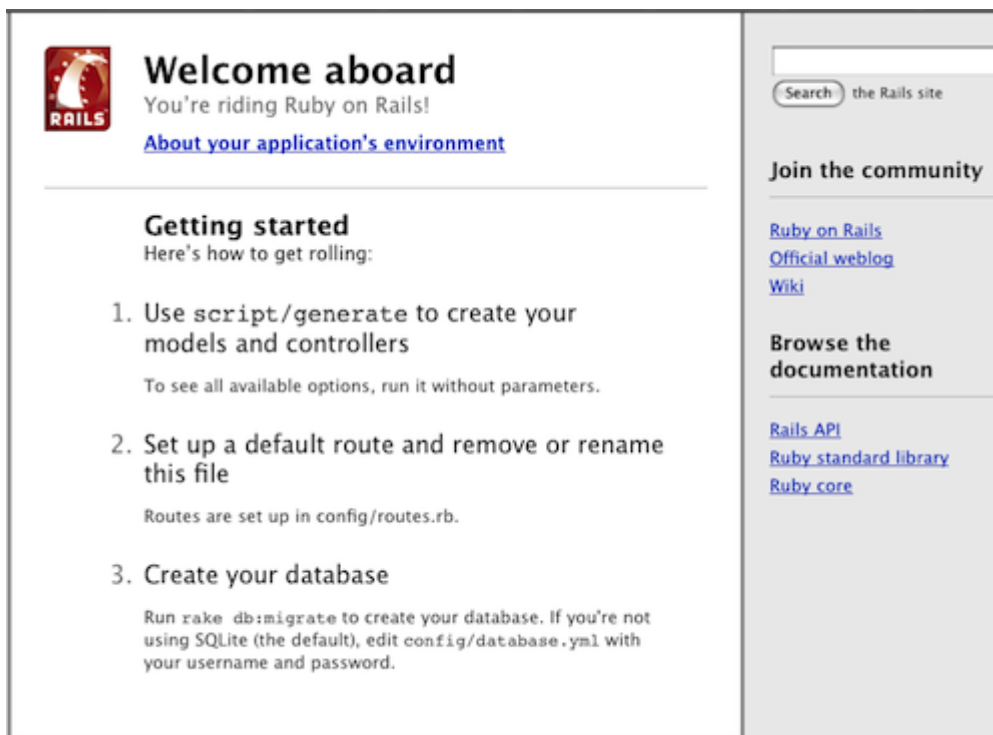 RAILS
Welcome aboard
You're riding Ruby on Rails!
About your application's environment
Getting started
Here's how to get rolling:
1. Use script/generate to create your
models and controllers
To see all available options, run it without parameters.
2. Set up a default route and remove or rename
this file
Routes are set up in config/routes.rb.
3. Create your database
Run rake db:migrate to create your database. If you're not
using SQLite (the default), edit config/database.yml with
your username and password.
Search the Rails site
Join the community
Ruby on Rails
Official weblog
Wiki
Browse the
documentation
Rails API
Ruby standard library
Ruby core